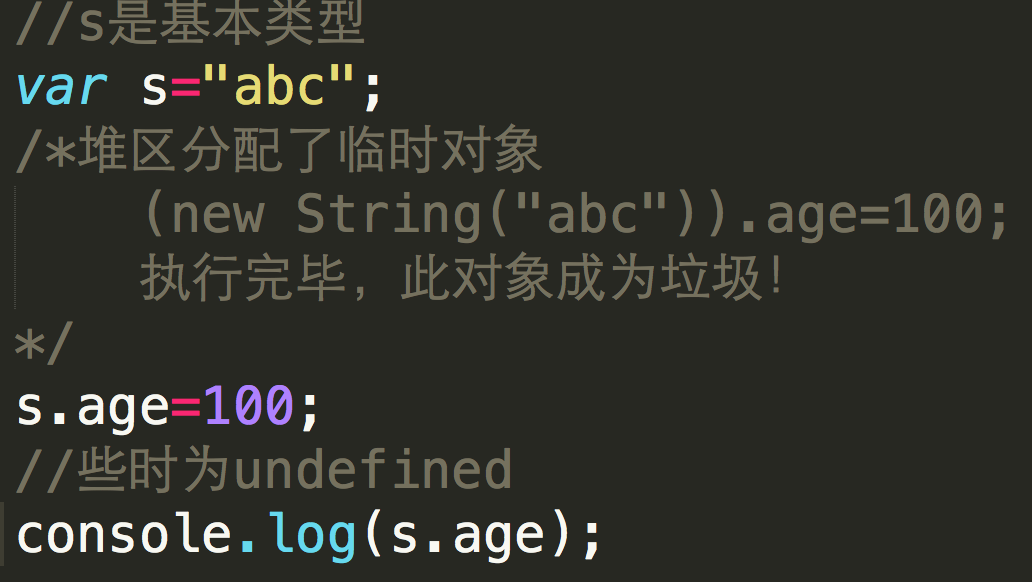 //s是基本类型
var s="abc";
/*堆区分配了临时对象
(new String("abc")).age=100;
执行完毕，此对象成为垃圾！
*/
s.age=100;
//些时为undefined
console.log(s.age);